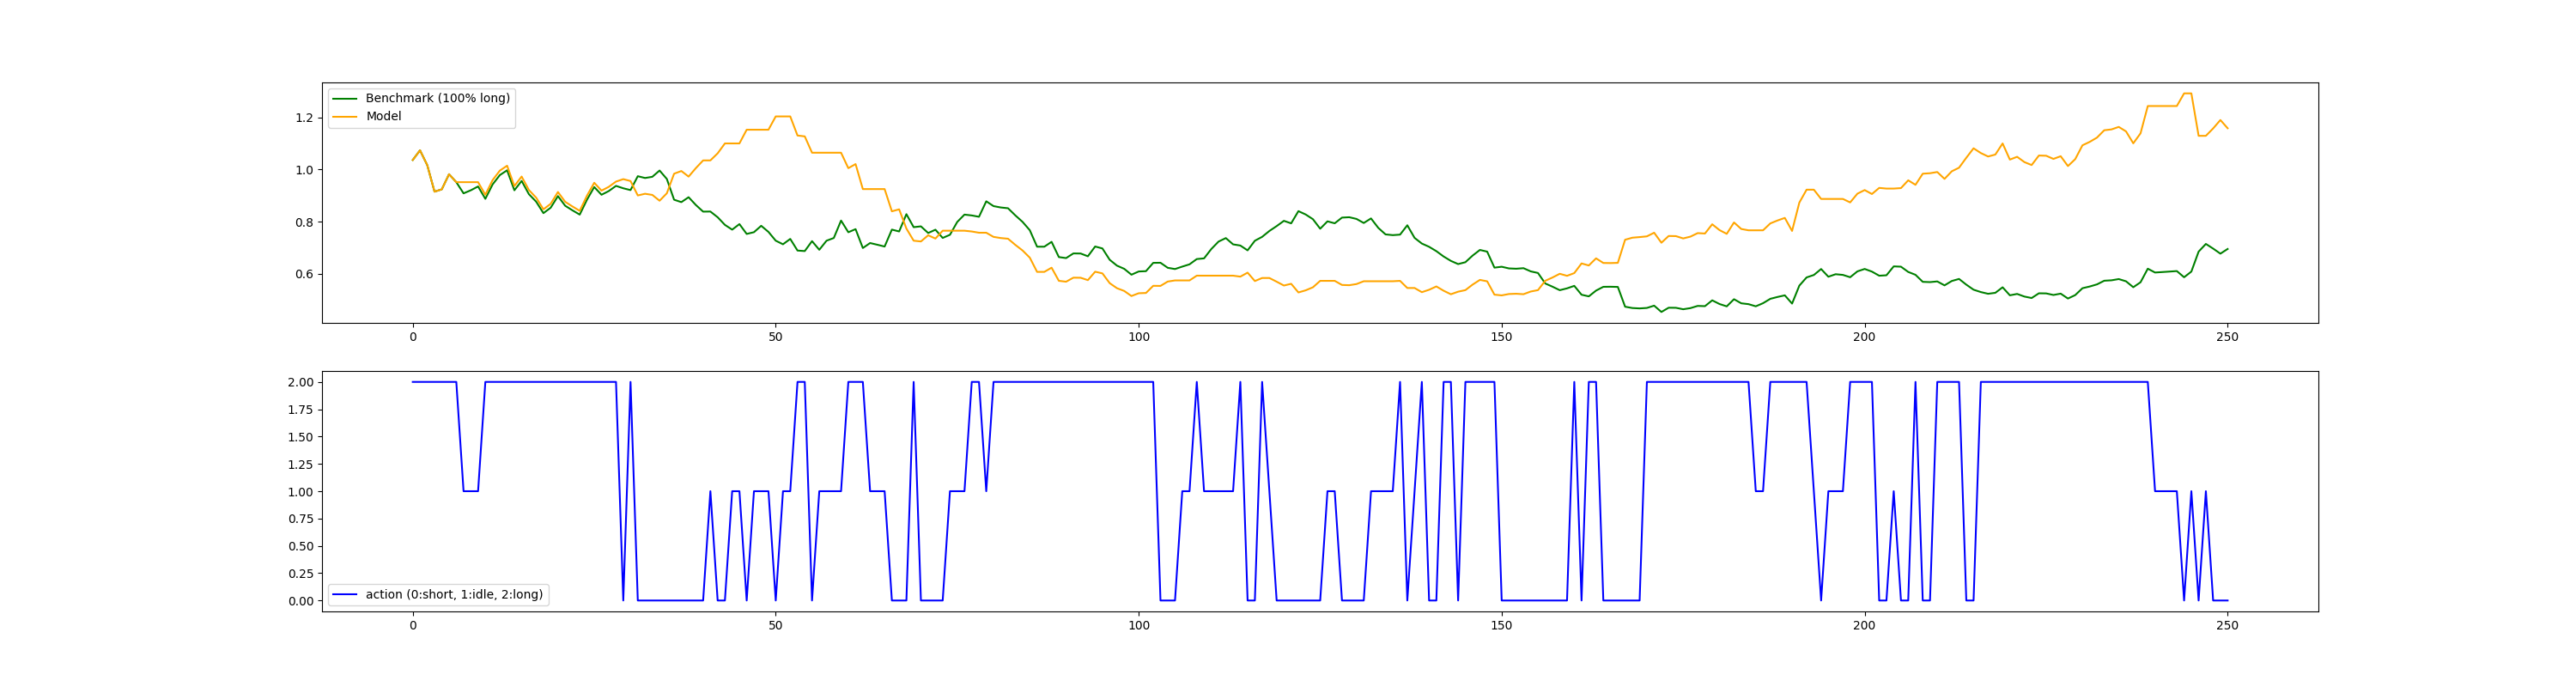 Benchmark (100% long)
Model
1.2
1.0
0.8
0.6
0 50 100 150 200 250
2.00
1.75
1.50
1.25
1.00
0.75
0.50
0.25
0.00
action (0:short, 1:idle, 2:long)
0 50 100 150 200 250